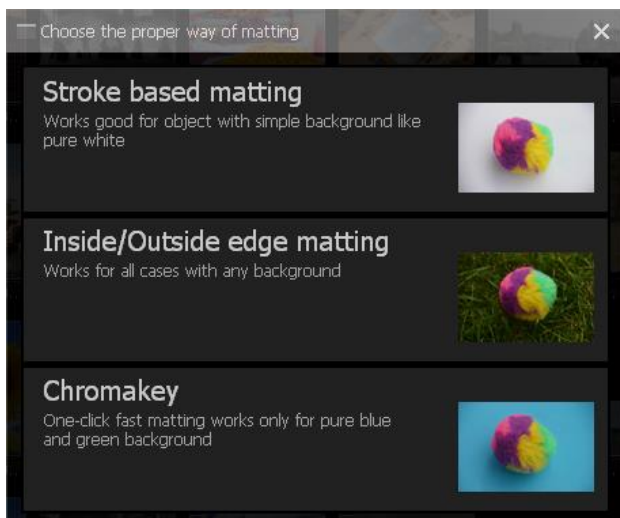 Choose the proper way of matting
Stroke based matting
Works good for object with simple background like
pure white
Inside/Outside edge matting
Works for all cases with any background
Chromakey
One-click fast matting works only for pure blue
and green background